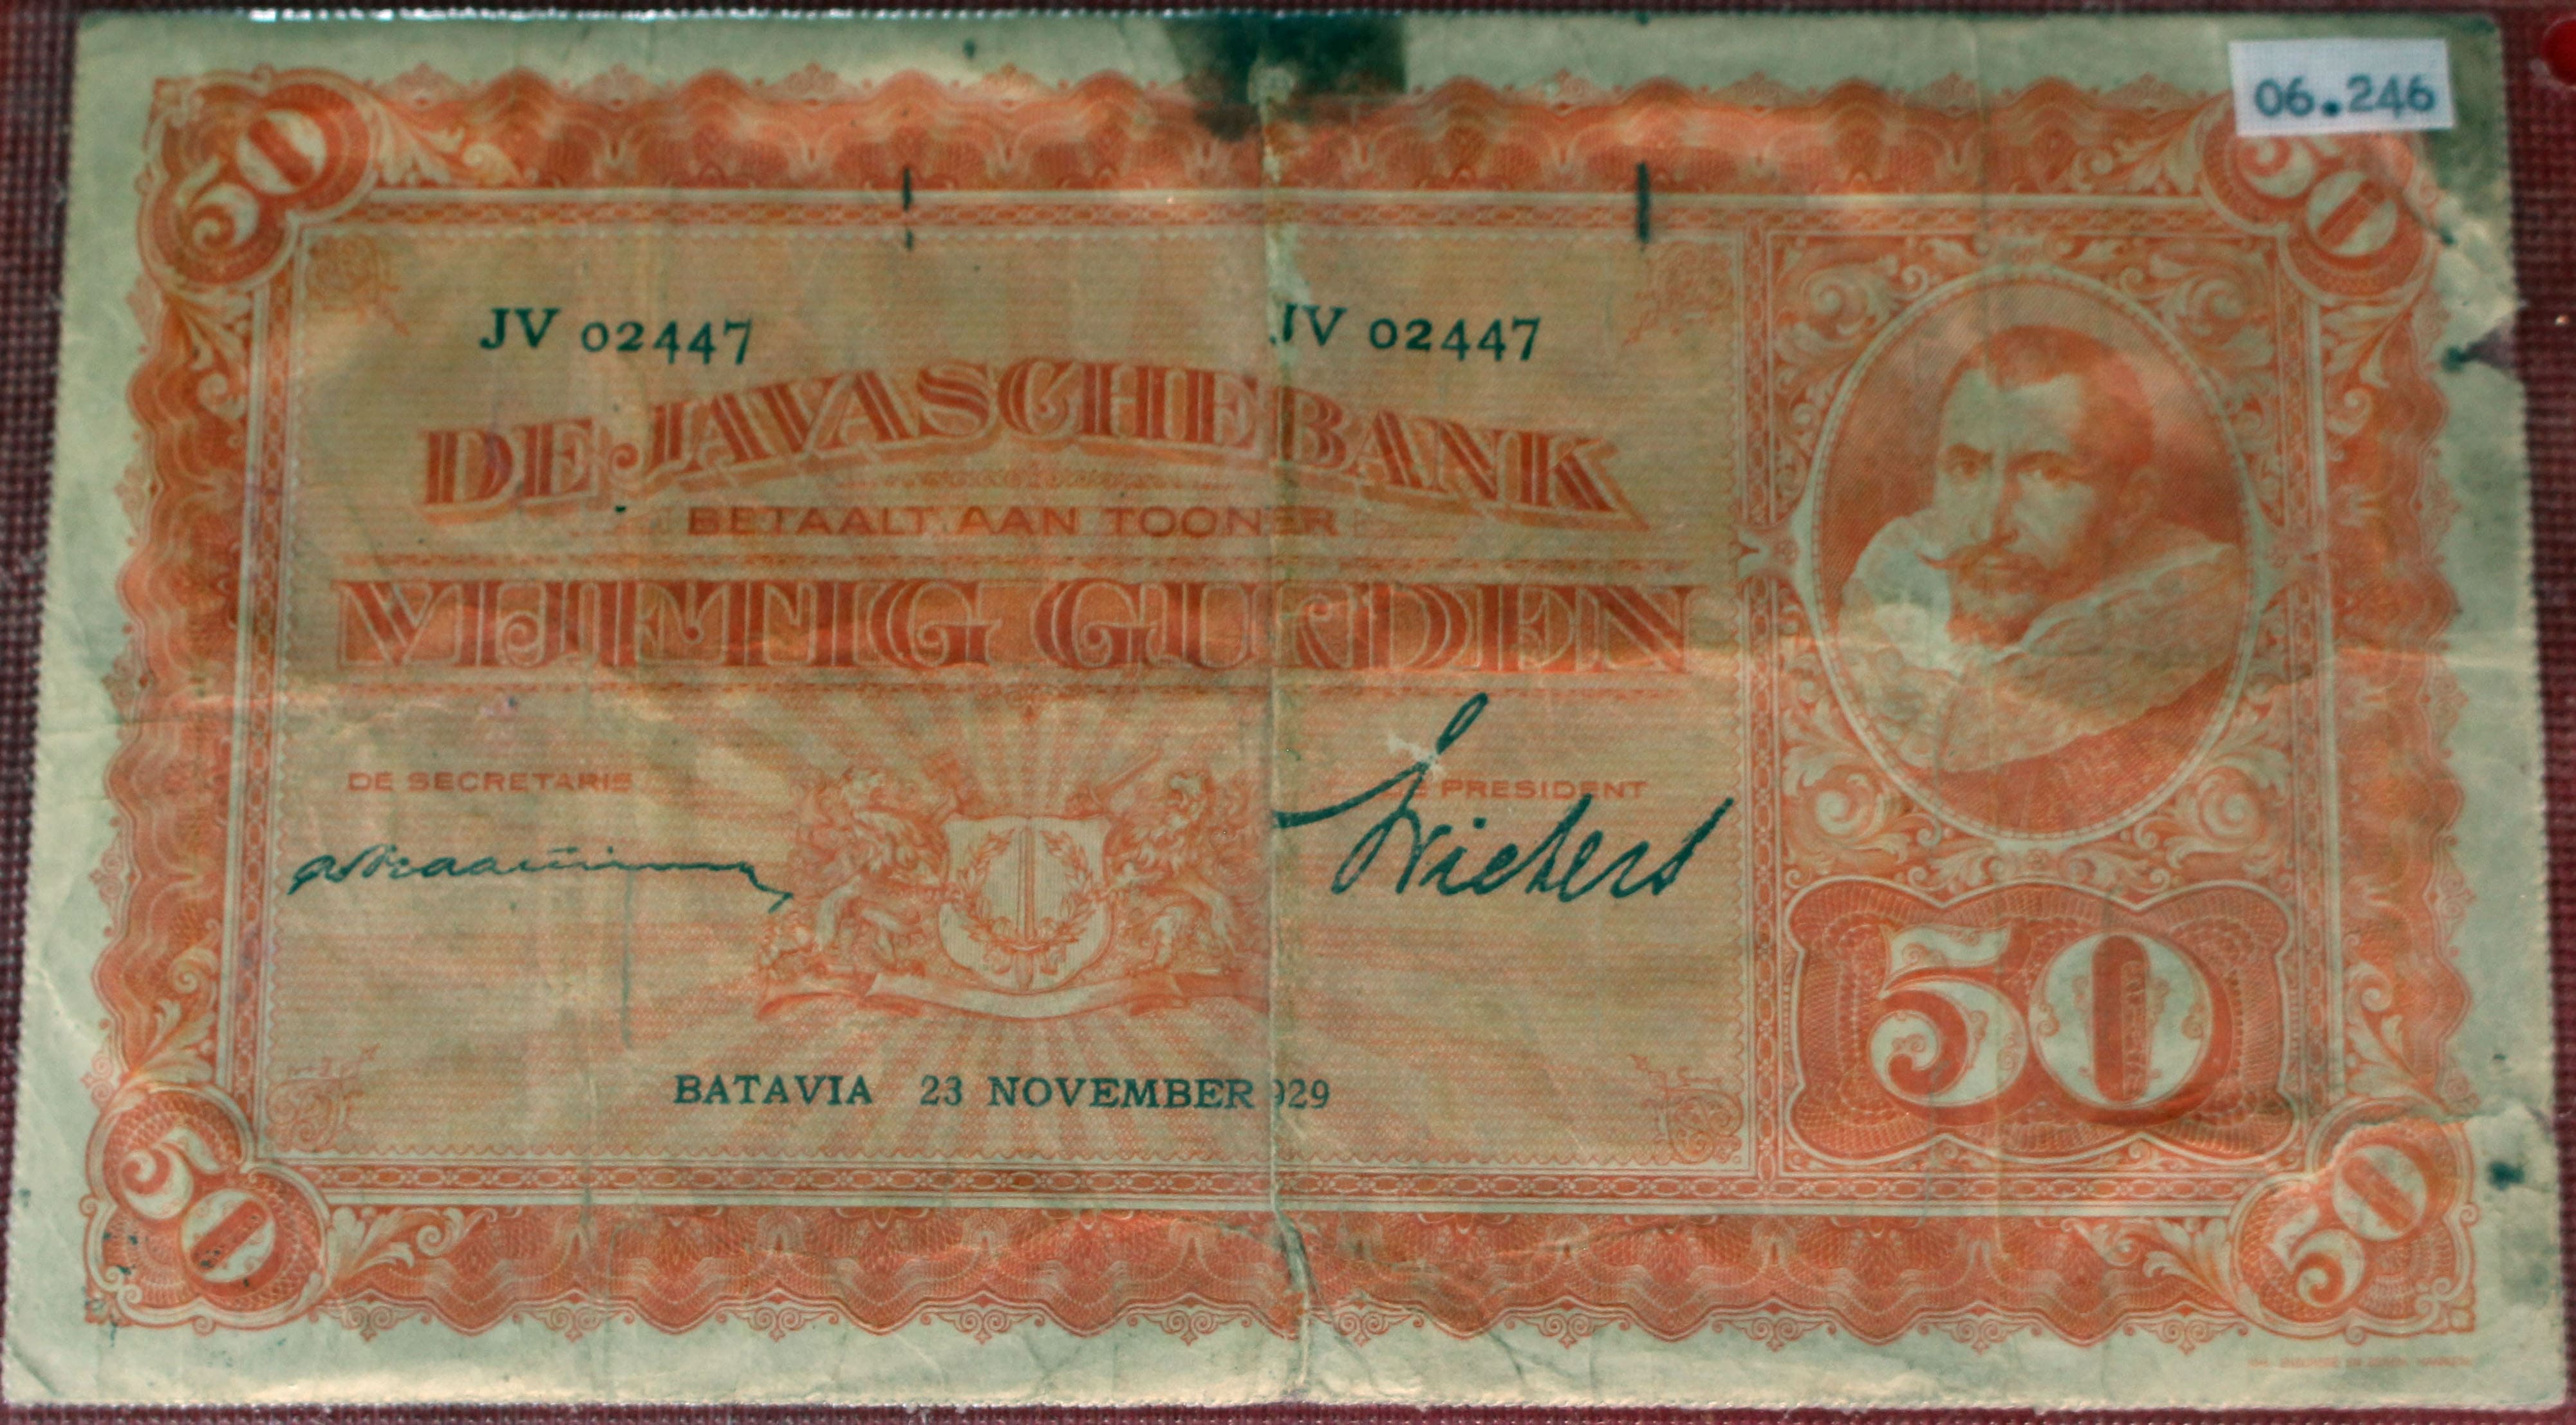 50
50
06.246
JV 02447
JV 02447
DE JAVASCHE BANK
BETAALT AAN TOONER
VIJFTIG GULDEN
DE SECRETARIS
PRESIDENT
BATAVIA 23 NOVEMBER 929
50
50
50